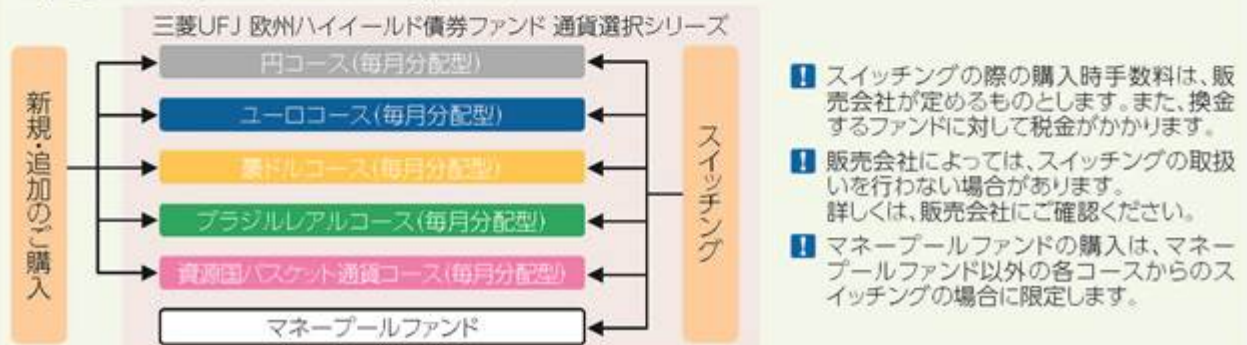 三菱UFJ 欧州ハイイールド債券ファンド 通貨選択シリーズ
新規・追加のご購入
円コース(毎月分配型)
ユーロコース(毎月分配型)
豪ドルコース(毎月分配型)
ブラジルレアルコース(毎月分配型)
資源国バスケット通貨コース(毎月分配型)
マネープールファンド
スイッチング
! スイッチングの際の購入時手数料は、販
売会社が定めるものとします。また、換金
するファンドに対して税金がかかります。
! 販売会社によっては、スイッチングの取扱
いを行わない場合があります。
詳しくは、販売会社にご確認ください。
! マネープールファンドの購入は、マネー
プールファンド以外の各コースからのス
イッチングの場合に限定します。